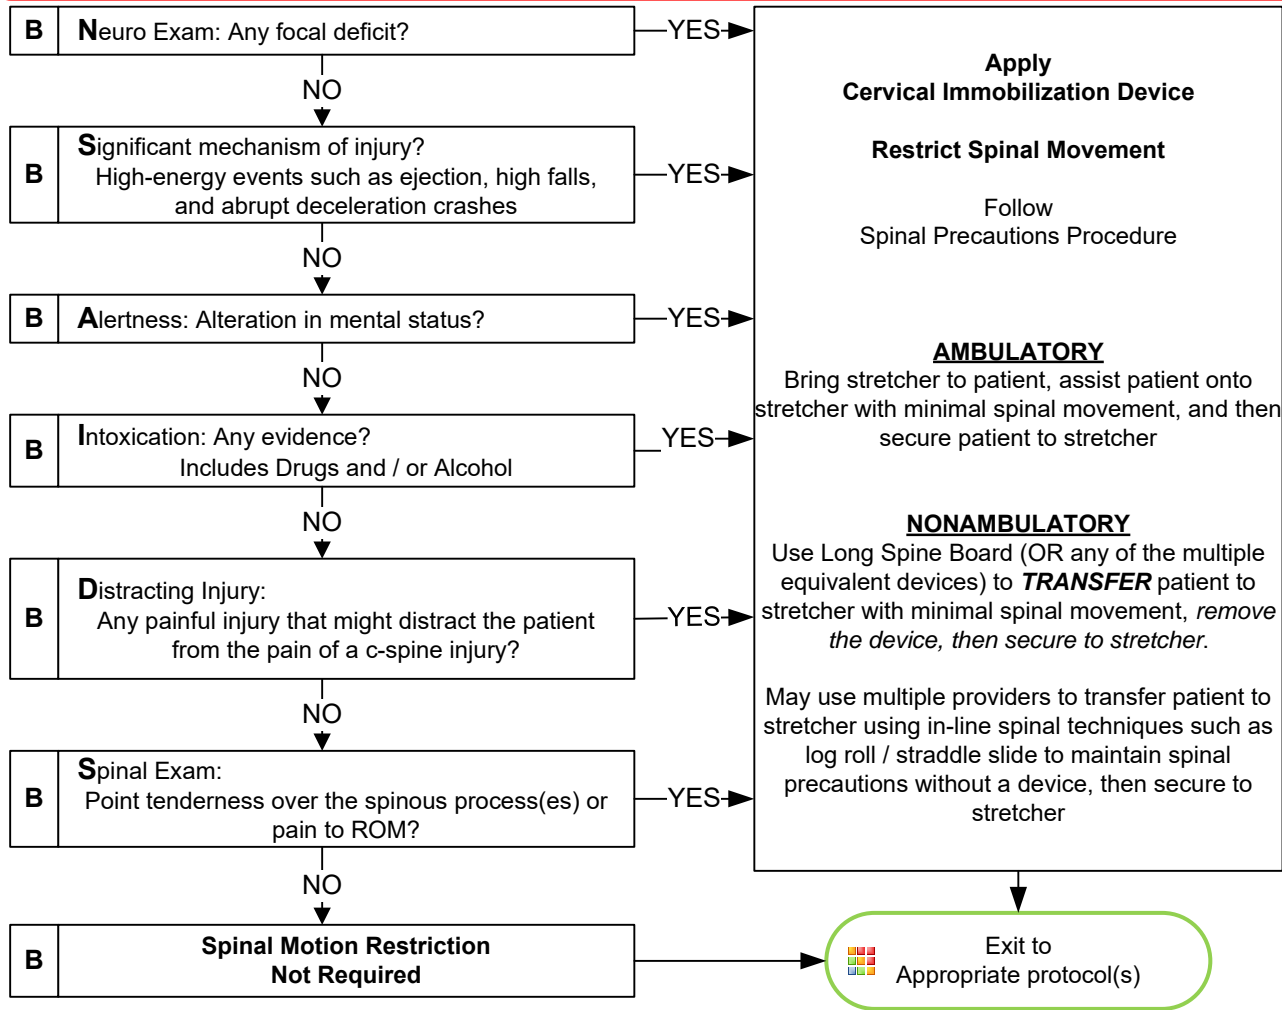 B
Neuro Exam: Any focal deficit?
YES
NO
B
Significant mechanism of injury?
High-energy events such as ejection, high falls,
and abrupt deceleration crashes
YES
NO
B
Alertness: Alteration in mental status?
YES
NO
B
Intoxication: Any evidence?
Includes Drugs and / or Alcohol
YES
NO
B
Distracting Injury:
Any painful injury that might distract the patient
from the pain of a c-spine injury?
YES
NO
B
Spinal Exam:
Point tenderness over the spinous process(es) or
pain to ROM?
YES
NO
B
Spinal Motion Restriction
Not Required
Apply
Cervical Immobilization Device
Restrict Spinal Movement
Follow
Spinal Precautions Procedure
AMBULATORY
Bring stretcher to patient, assist patient onto
stretcher with minimal spinal movement, and then
secure patient to stretcher
NONAMBULATORY
Use Long Spine Board (OR any of the multiple
equivalent devices) to TRANSFER patient to
stretcher with minimal spinal movement, remove
the device, then secure to stretcher.
May use multiple providers to transfer patient to
stretcher using in-line spinal techniques such as
log roll / straddle slide to maintain spinal
precautions without a device, then secure to
stretcher
Exit to
Appropriate protocol(s)